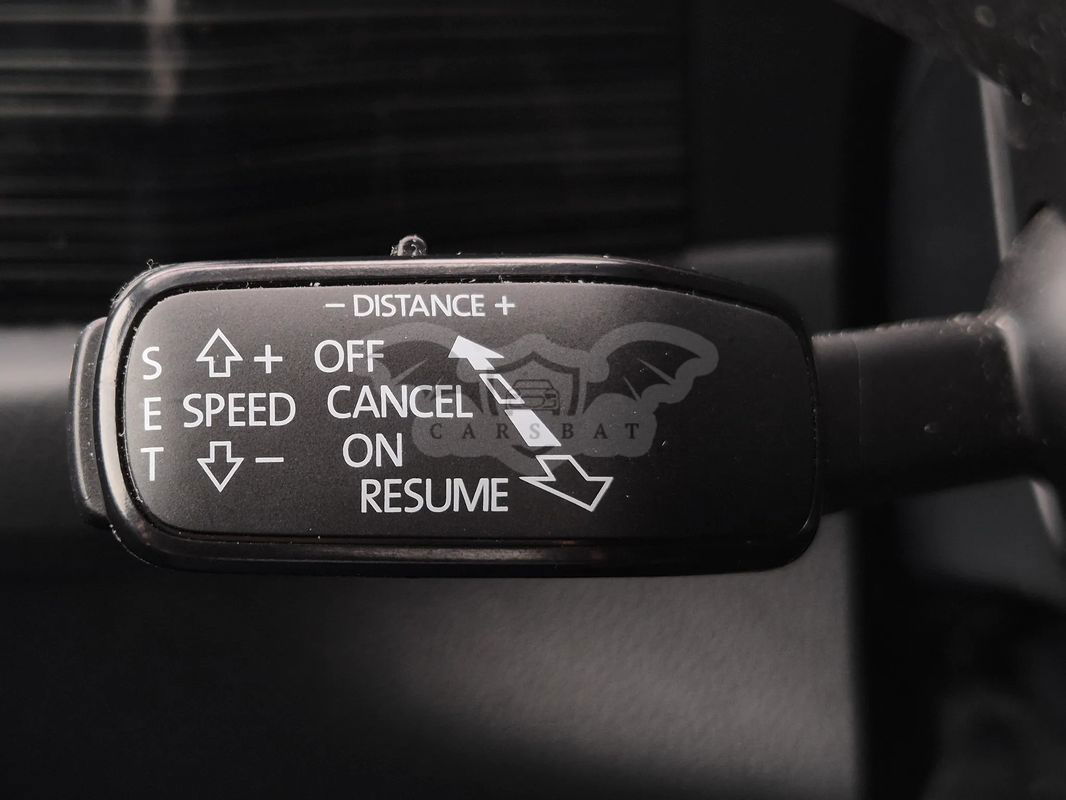 − DISTANCE +
S
E
T
+
SPEED
−
OFF
CANCEL
ON
RESUME
CARSBAT